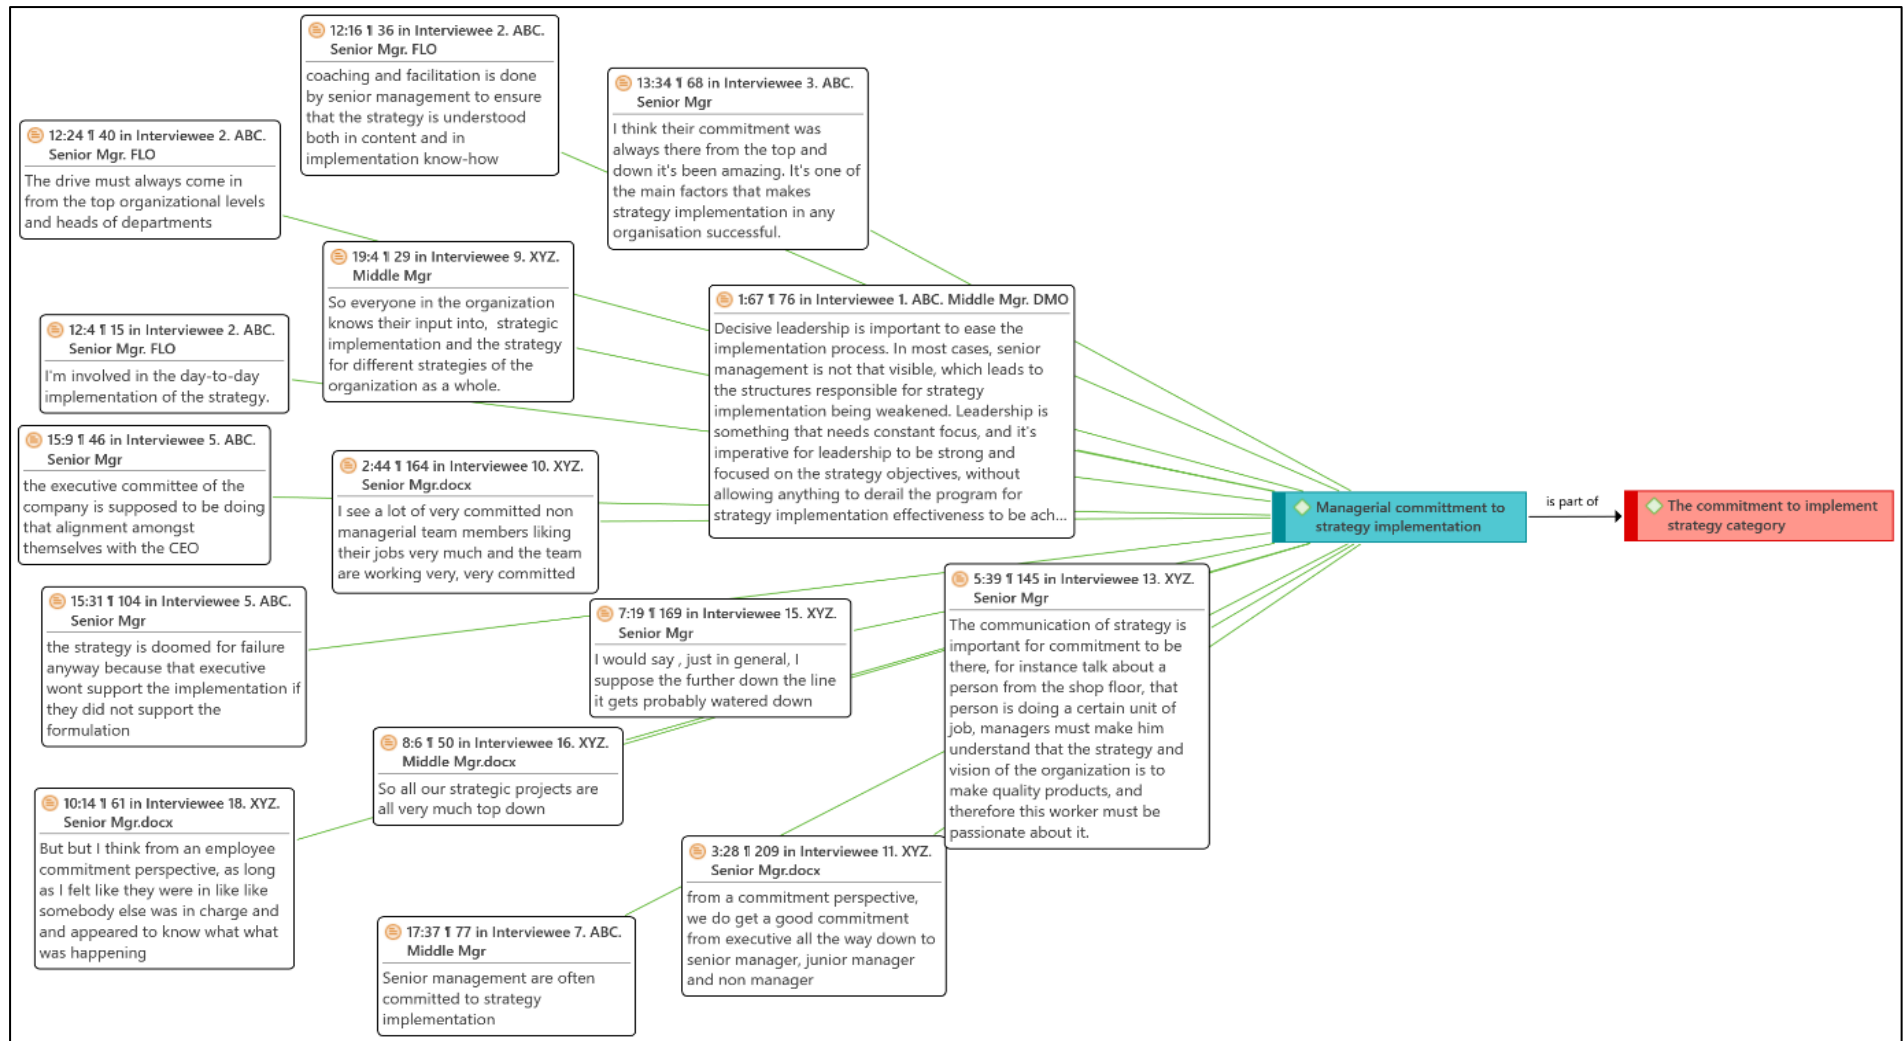 12:16 ¶ 36 in Interviewee 2. ABC.
Senior Mgr. FLO
coaching and facilitation is done
by senior management to ensure
that the strategy is understood
both in content and in
implementation know-how
13:34 ¶ 68 in Interviewee 3. ABC.
Senior Mgr
I think their commitment was
always there from the top and
down it's been amazing. It's one of
the main factors that makes
strategy implementation in any
organisation successful.
12:24 ¶ 40 in Interviewee 2. ABC.
Senior Mgr. FLO
The drive must always come in
from the top organizational levels
and heads of departments
19:4 ¶ 29 in Interviewee 9. XYZ.
Middle Mgr
So everyone in the organization
knows their input into, strategic
implementation and the strategy
for different strategies of the
organization as a whole.
1:67 ¶ 76 in Interviewee 1. ABC. Middle Mgr. DMO
Decisive leadership is important to ease the
implementation process. In most cases, senior
management is not that visible, which leads to
the structures responsible for strategy
implementation being weakened. Leadership is
something that needs constant focus, and it's
imperative for leadership to be strong and
focused on the strategy objectives, without
allowing anything to derail the program for
strategy implementation effectiveness to be ach...
12:4 ¶ 15 in Interviewee 2. ABC.
Senior Mgr. FLO
I'm involved in the day-to-day
implementation of the strategy.
15:9 ¶ 46 in Interviewee 5. ABC.
Senior Mgr
the executive committee of the
company is supposed to be doing
that alignment amongst
themselves with the CEO
2:44 ¶ 164 in Interviewee 10. XYZ.
Senior Mgr.docx
I see a lot of very committed non
managerial team members liking
their jobs very much and the team
are working very, very committed
Managerial committment to
strategy implementation
is part of
The commitment to implement
strategy category
15:31 ¶ 104 in Interviewee 5. ABC.
Senior Mgr
the strategy is doomed for failure
anyway because that executive
wont support the implementation if
they did not support the
formulation
7:19 ¶ 169 in Interviewee 15. XYZ.
Senior Mgr
I would say , just in general, I
suppose the further down the line
it gets probably watered down
5:39 ¶ 145 in Interviewee 13. XYZ.
Senior Mgr
The communication of strategy is
important for commitment to be
there, for instance talk about a
person from the shop floor, that
person is doing a certain unit of
job, managers must make him
understand that the strategy and
vision of the organization is to
make quality products, and
therefore this worker must be
passionate about it.
8:6 ¶ 50 in Interviewee 16. XYZ.
Middle Mgr.docx
So all our strategic projects are
all very much top down
10:14 ¶ 61 in Interviewee 18. XYZ.
Senior Mgr.docx
But but I think from an employee
commitment perspective, as long
as I felt like they were in like like
somebody else was in charge and
and appeared to know what what
was happening
3:28 ¶ 209 in Interviewee 11. XYZ.
Senior Mgr.docx
from a commitment perspective,
we do get a good commitment
from executive all the way down to
senior manager, junior manager
and non manager
17:37 ¶ 77 in Interviewee 7. ABC.
Middle Mgr
Senior management are often
committed to strategy
implementation